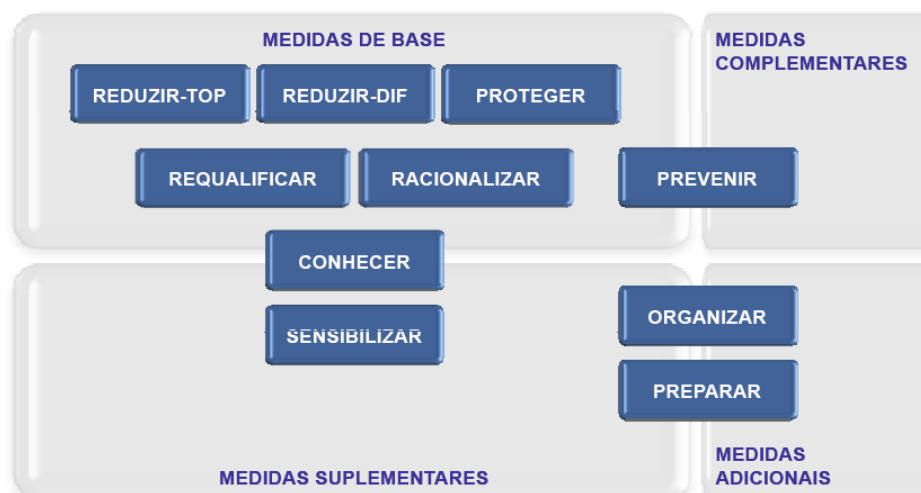 MEDIDAS DE BASE
MEDIDAS
COMPLEMENTARES
REDUZIR-TOP
REDUZIR-DIF
PROTEGER
REQUALIFICAR
RACIONALIZAR
PREVENIR
CONHECER
ORGANIZAR
SENSIBILIZAR
PREPARAR
MEDIDAS SUPLEMENTARES
MEDIDAS
ADICIONAIS